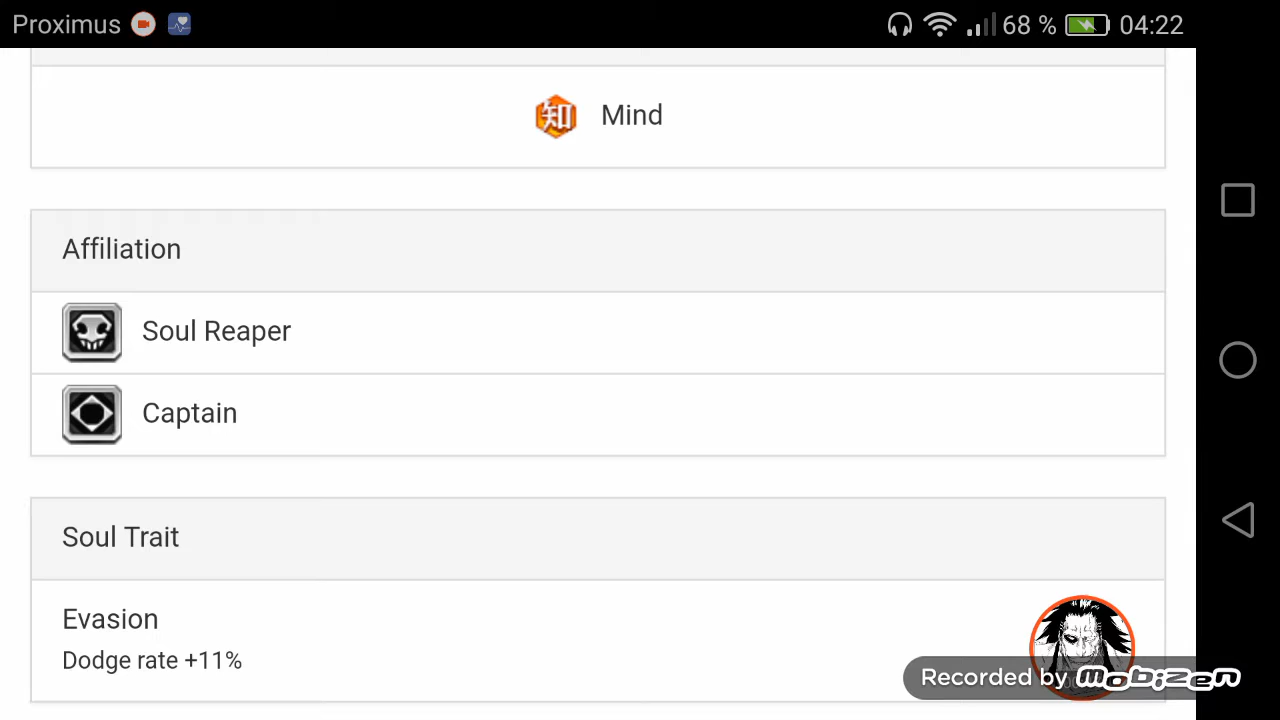 Proximus 68 % 04:22
知 Mind
Affiliation
Soul Reaper
Captain
Soul Trait
Evasion
Dodge rate +11%
Recorded by mobizen